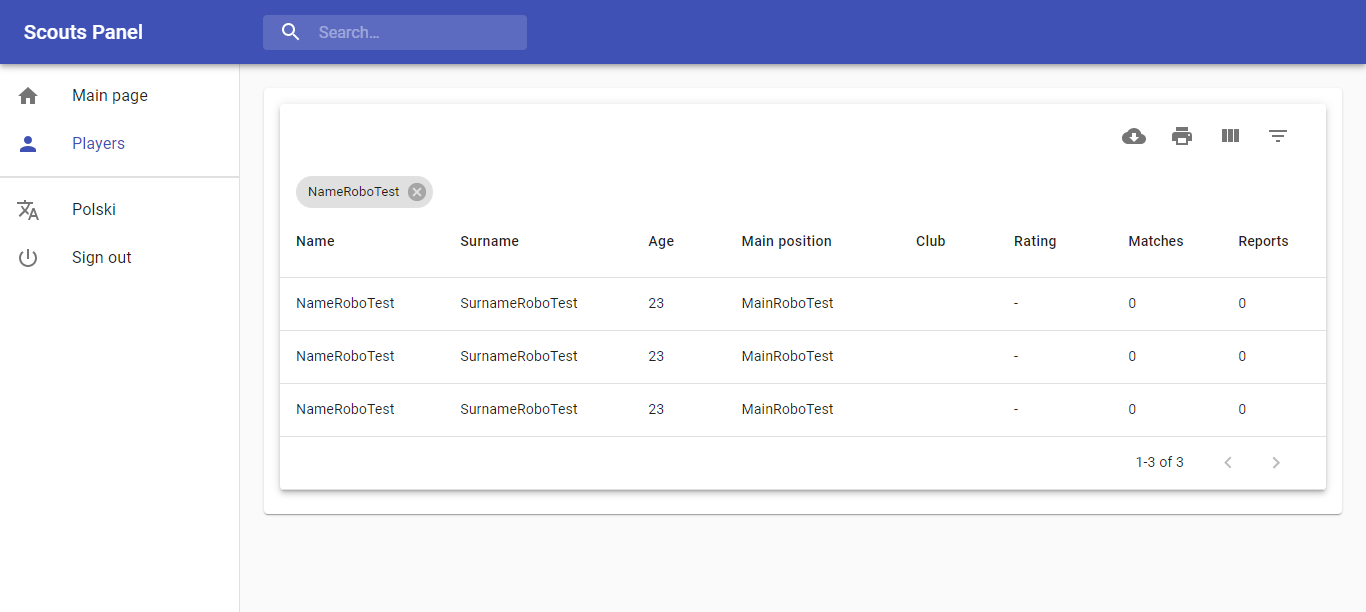 Scouts Panel
Search...
Main page
Players
Polski
Sign out
NameRoboTest
Name Surname Age Main position Club Rating Matches Reports
NameRoboTest SurnameRoboTest 23 MainRoboTest - 0 0
NameRoboTest SurnameRoboTest 23 MainRoboTest - 0 0
NameRoboTest SurnameRoboTest 23 MainRoboTest - 0 0
1-3 of 3